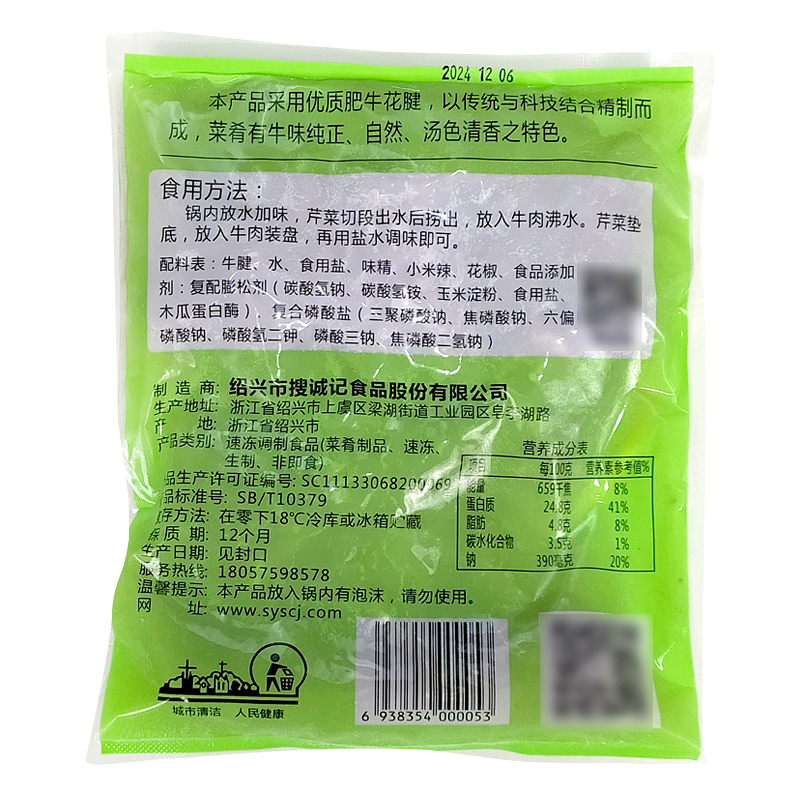 2024 12 06
本产品采用优质肥牛花腱，以传统与科技结合精制而
成，菜肴有牛味纯正、自然、汤色清香之特色。
食用方法：
锅内放水加味，芹菜切段出水后捞出，放入牛肉沸水。芹菜垫
底，放入牛肉装盘，再用盐水调味即可。
配料表：牛腱、水、食用盐、味精、小米辣、花椒、食品添加
剂：复配膨松剂（碳酸氢钠、碳酸氢铵、玉米淀粉、食用盐、
木瓜蛋白酶）、复合磷酸盐（三聚磷酸钠、焦磷酸钠、六偏
磷酸钠、磷酸氢二钾、磷酸三钠、焦磷酸二氢钠）
制造商：绍兴市搜诚记食品股份有限公司
生产地址：浙江省绍兴市上虞区梁湖街道工业园区皂李湖路
产 地：浙江省绍兴市
产品类别：速冻调制食品(菜肴制品、速冻、
生制、非即食)
品生产许可证编号：SC11133068200969
品标准号：SB/T10379
贮存方法：在零下18℃冷库或冰箱贮藏
保质期：12个月
生产日期：见封口
服务热线：18057598578
温馨提示：本产品放入锅内有泡沫，请勿使用。
网 址：www.syscj.com
营养成分表
项目 每100克 营养素参考值%
能量 659千焦 8%
蛋白质 24.8克 41%
脂肪 4.8克 8%
碳水化合物 3.5克 1%
钠 390毫克 20%
城市清洁 人民健康
6 938354 000053